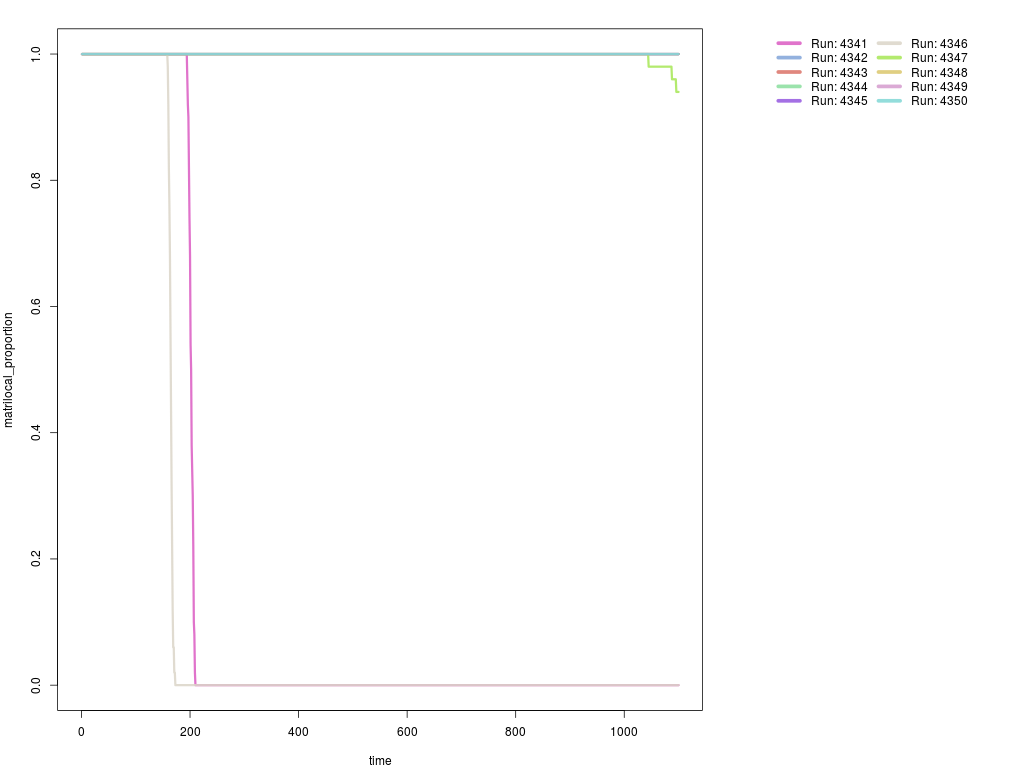 matrilocal_proportion
1.0
0.8
0.6
0.4
0.2
0.0
0
200
400
600
800
1000
time
Run: 4341
Run: 4342
Run: 4343
Run: 4344
Run: 4345
Run: 4346
Run: 4347
Run: 4348
Run: 4349
Run: 4350